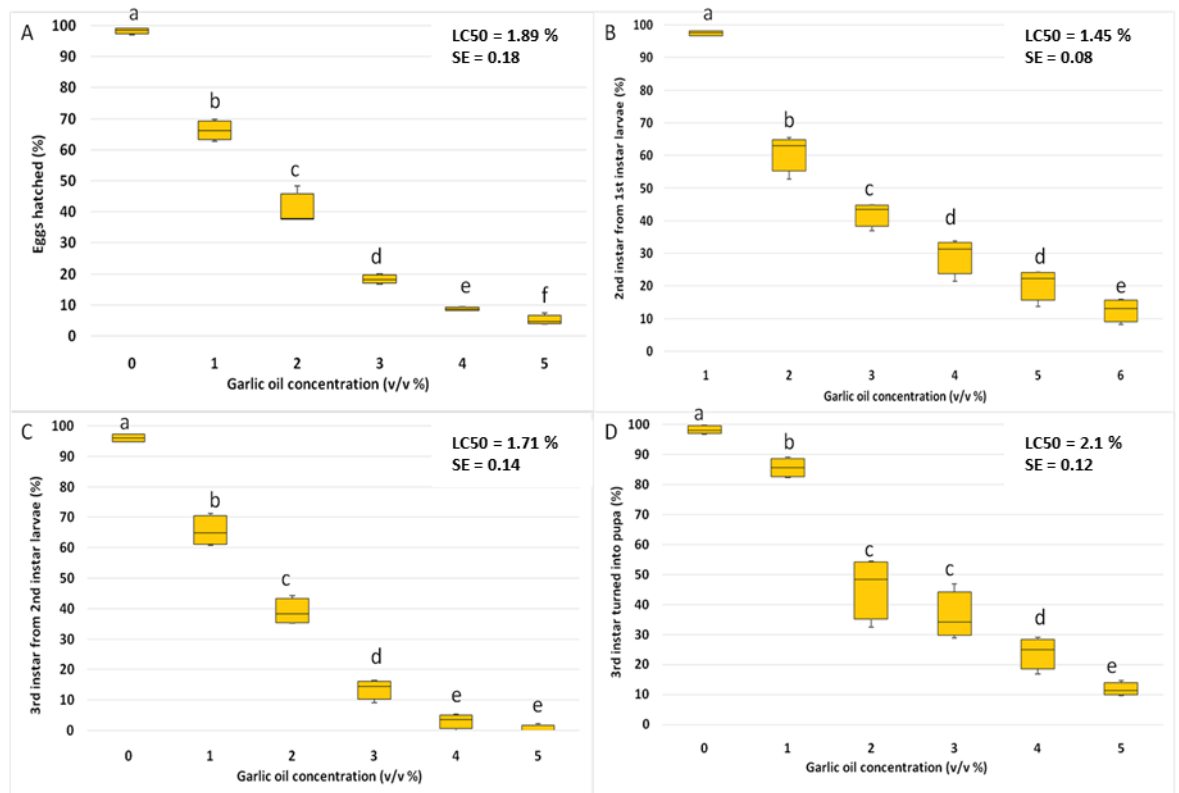 A
LC50 = 1.89 %
SE = 0.18
Eggs hatched (%)
100
90
80
70
60
50
40
30
20
10
0
a
b
c
d
e
f
0 1 2 3 4 5
Garlic oil concentration (v/v %)
B
LC50 = 1.45 %
SE = 0.08
2nd instar from 1st instar larvae (%)
100
90
80
70
60
50
40
30
20
10
0
a
b
c
d
d
e
1 2 3 4 5 6
Garlic oil concentration (v/v %)
C
LC50 = 1.71 %
SE = 0.14
3rd instar from 2nd instar larvae (%)
100
90
80
70
60
50
40
30
20
10
0
a
b
c
d
e
e
0 1 2 3 4 5
Garlic oil concentration (v/v %)
D
LC50 = 2.1 %
SE = 0.12
3rd instar turned into pupa (%)
100
90
80
70
60
50
40
30
20
10
0
a
b
c
c
d
e
0 1 2 3 4 5
Garlic oil concentration (v/v %)